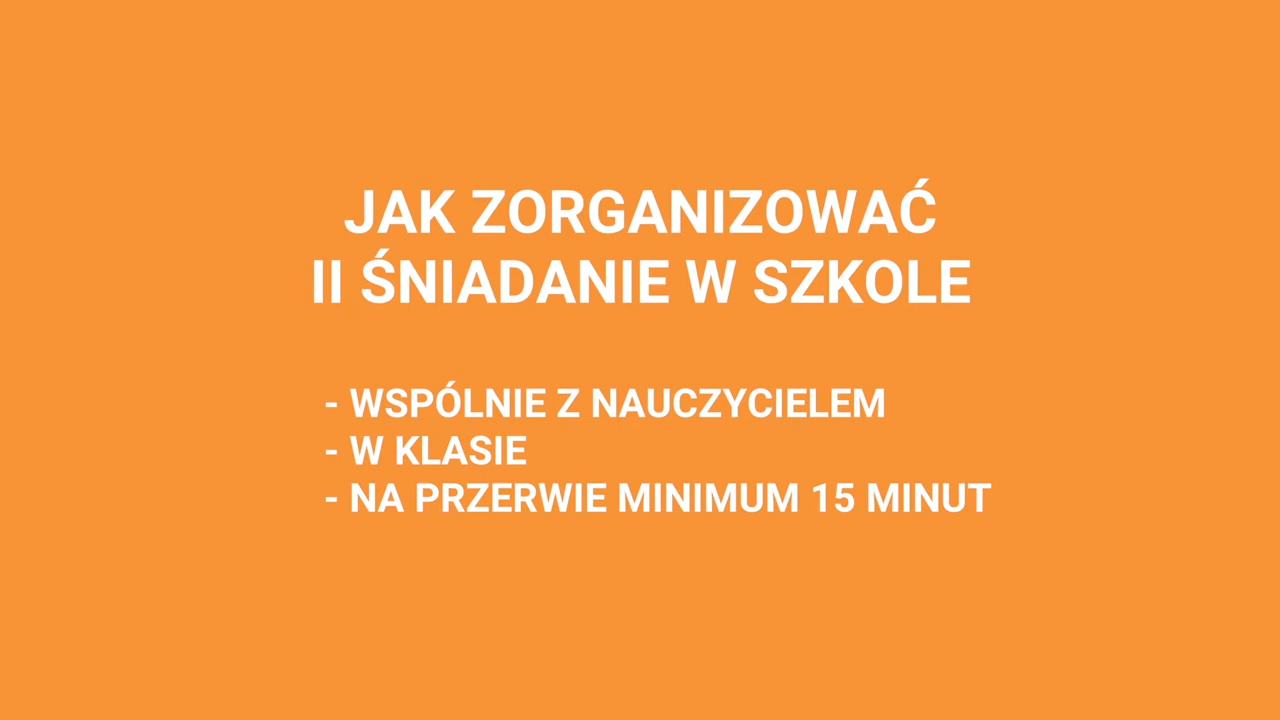 JAK ZORGANIZOWAĆ
II ŚNIADANIE W SZKOLE
- WSPÓLNIE Z NAUCZYCIELEM
- W KLASIE
- NA PRZERWIE MINIMUM 15 MINUT